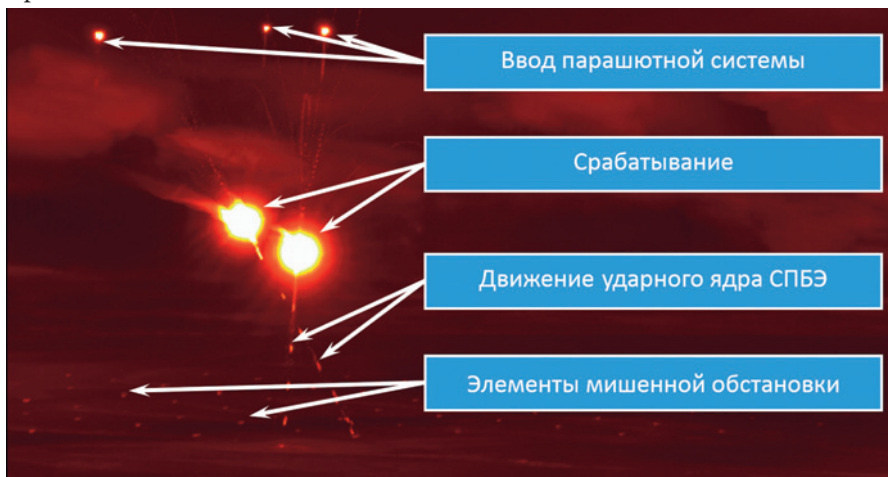 Ввод парашютной системы
Срабатывание
Движение ударного ядра СПБЭ
Элементы мишенной обстановки